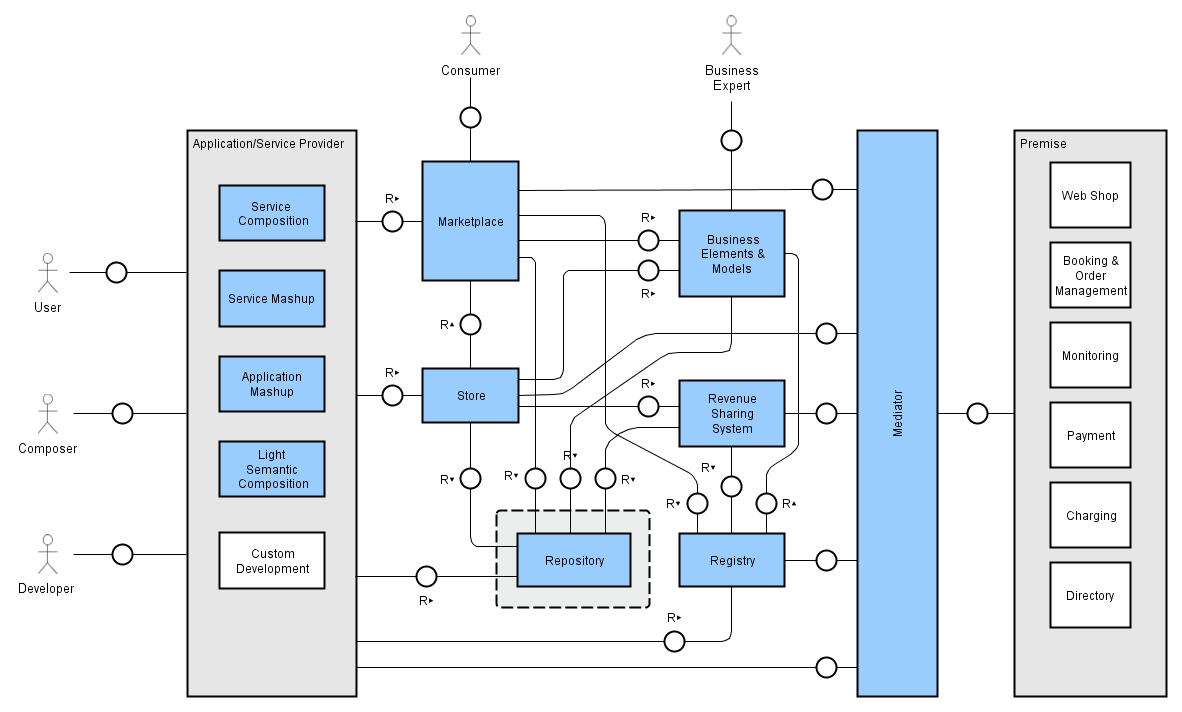 Consumer
Business
Expert
Application/Service Provider
Premise
Service
Composition
Service Mashup
Application
Mashup
Light
Semantic
Composition
Custom
Development
User
Composer
Developer
R▸
Marketplace
R▸
Business
Elements &
Models
R▸
R▴
R▸
Store
R▸
Revenue
Sharing
System
Mediator
R▾
R▾
R▾
R▾
R▾
R▾
R▴
Repository
Registry
R▸
R▸
Web Shop
Booking &
Order
Management
Monitoring
Payment
Charging
Directory